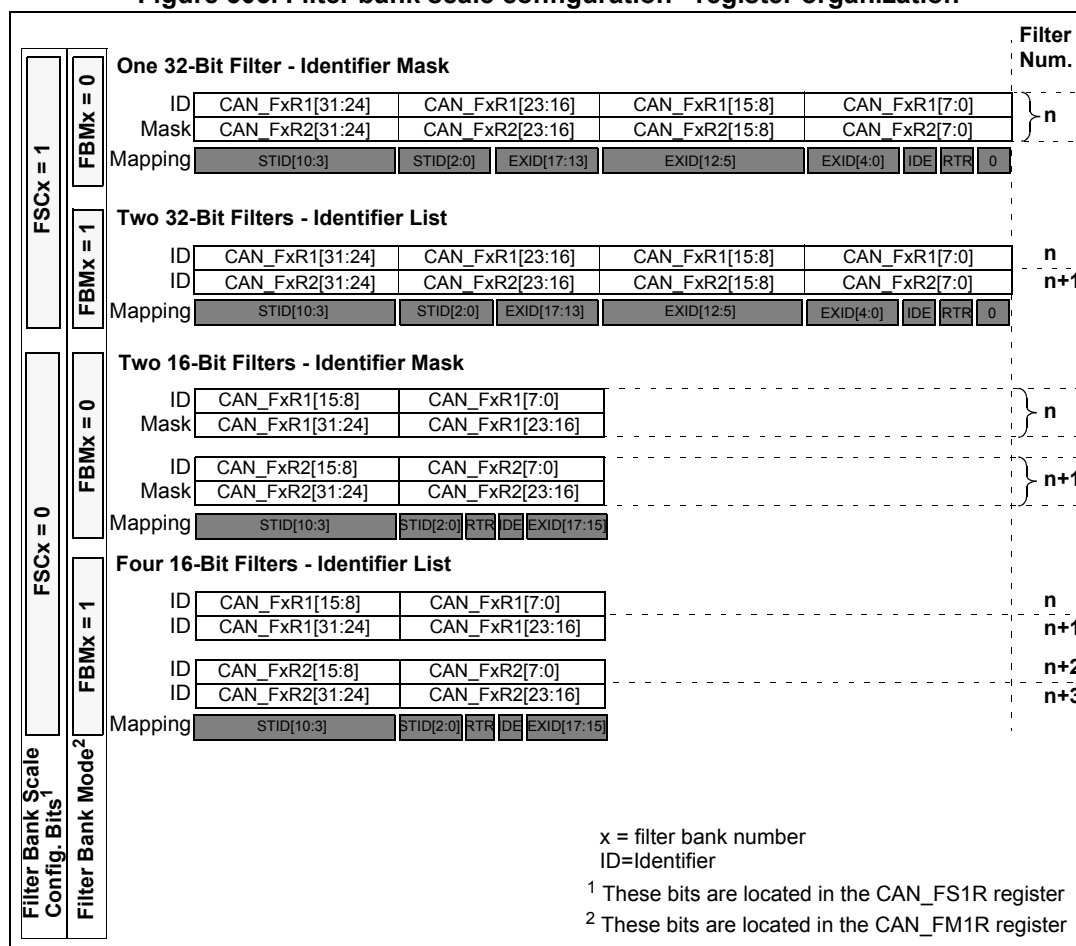 Filter
Num.
One 32-Bit Filter - Identifier Mask
FSCx = 1
FBMx = 0
ID CAN_FxR1[31:24] CAN_FxR1[23:16] CAN_FxR1[15:8] CAN_FxR1[7:0]
Mask CAN_FxR2[31:24] CAN_FxR2[23:16] CAN_FxR2[15:8] CAN_FxR2[7:0]
n
Mapping STID[10:3] STID[2:0] EXID[17:13] EXID[12:5] EXID[4:0] IDE RTR 0
Two 32-Bit Filters - Identifier List
FBMx = 1
ID CAN_FxR1[31:24] CAN_FxR1[23:16] CAN_FxR1[15:8] CAN_FxR1[7:0] n
ID CAN_FxR2[31:24] CAN_FxR2[23:16] CAN_FxR2[15:8] CAN_FxR2[7:0] n+1
Mapping STID[10:3] STID[2:0] EXID[17:13] EXID[12:5] EXID[4:0] IDE RTR 0
Two 16-Bit Filters - Identifier Mask
FSCx = 0
FBMx = 0
ID CAN_FxR1[15:8] CAN_FxR1[7:0]
Mask CAN_FxR1[31:24] CAN_FxR1[23:16]
n
ID CAN_FxR2[15:8] CAN_FxR2[7:0]
Mask CAN_FxR2[31:24] CAN_FxR2[23:16]
n+1
Mapping STID[10:3] STID[2:0] RTR IDE EXID[17:15]
Four 16-Bit Filters - Identifier List
FBMx = 1
ID CAN_FxR1[15:8] CAN_FxR1[7:0] n
ID CAN_FxR1[31:24] CAN_FxR1[23:16] n+1
ID CAN_FxR2[15:8] CAN_FxR2[7:0] n+2
ID CAN_FxR2[31:24] CAN_FxR2[23:16] n+3
Mapping STID[10:3] STID[2:0] RTR IDE EXID[17:15]
Filter Bank Scale
Config. Bits¹
Filter Bank Mode²
x = filter bank number
ID=Identifier
¹ These bits are located in the CAN_FS1R register
² These bits are located in the CAN_FM1R register